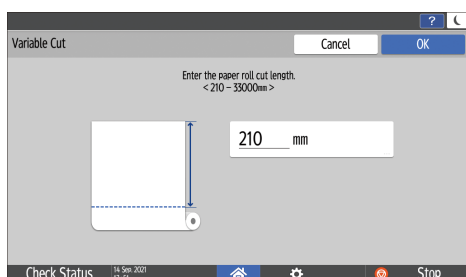 ?
Variable Cut
Cancel
OK
Enter the paper roll cut length.
< 210 – 33000mm >
210 mm
Check Status
14 Sep. 2021
Stop